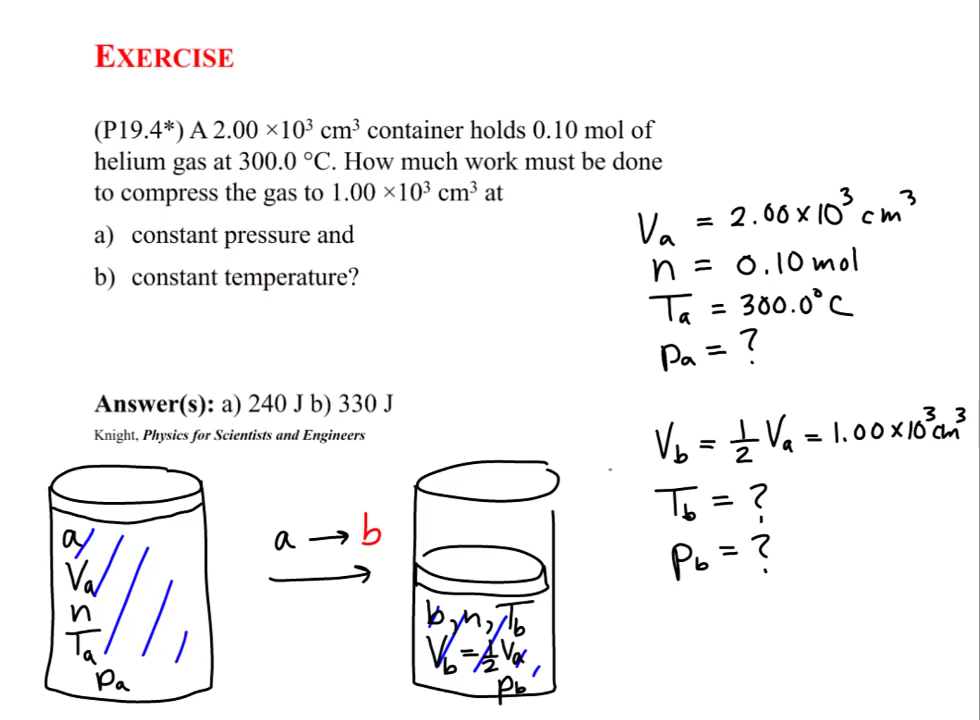 EXERCISE
(P19.4*) A 2.00 ×10³ cm³ container holds 0.10 mol of
helium gas at 300.0 °C. How much work must be done
to compress the gas to 1.00 ×10³ cm³ at
a) constant pressure and
b) constant temperature?
Answer(s): a) 240 J b) 330 J
Knight, Physics for Scientists and Engineers
Va = 2.00 x 10³ cm³
n = 0.10 mol
Ta = 300.0°C
Pa = ?
Vb = 1/2 Va = 1.00 x 10³ cm³
Tb = ?
Pb = ?
a
Va
n
Ta
Pa
a → b
b, n, Tb
Vb = 1/2 Va
Pb